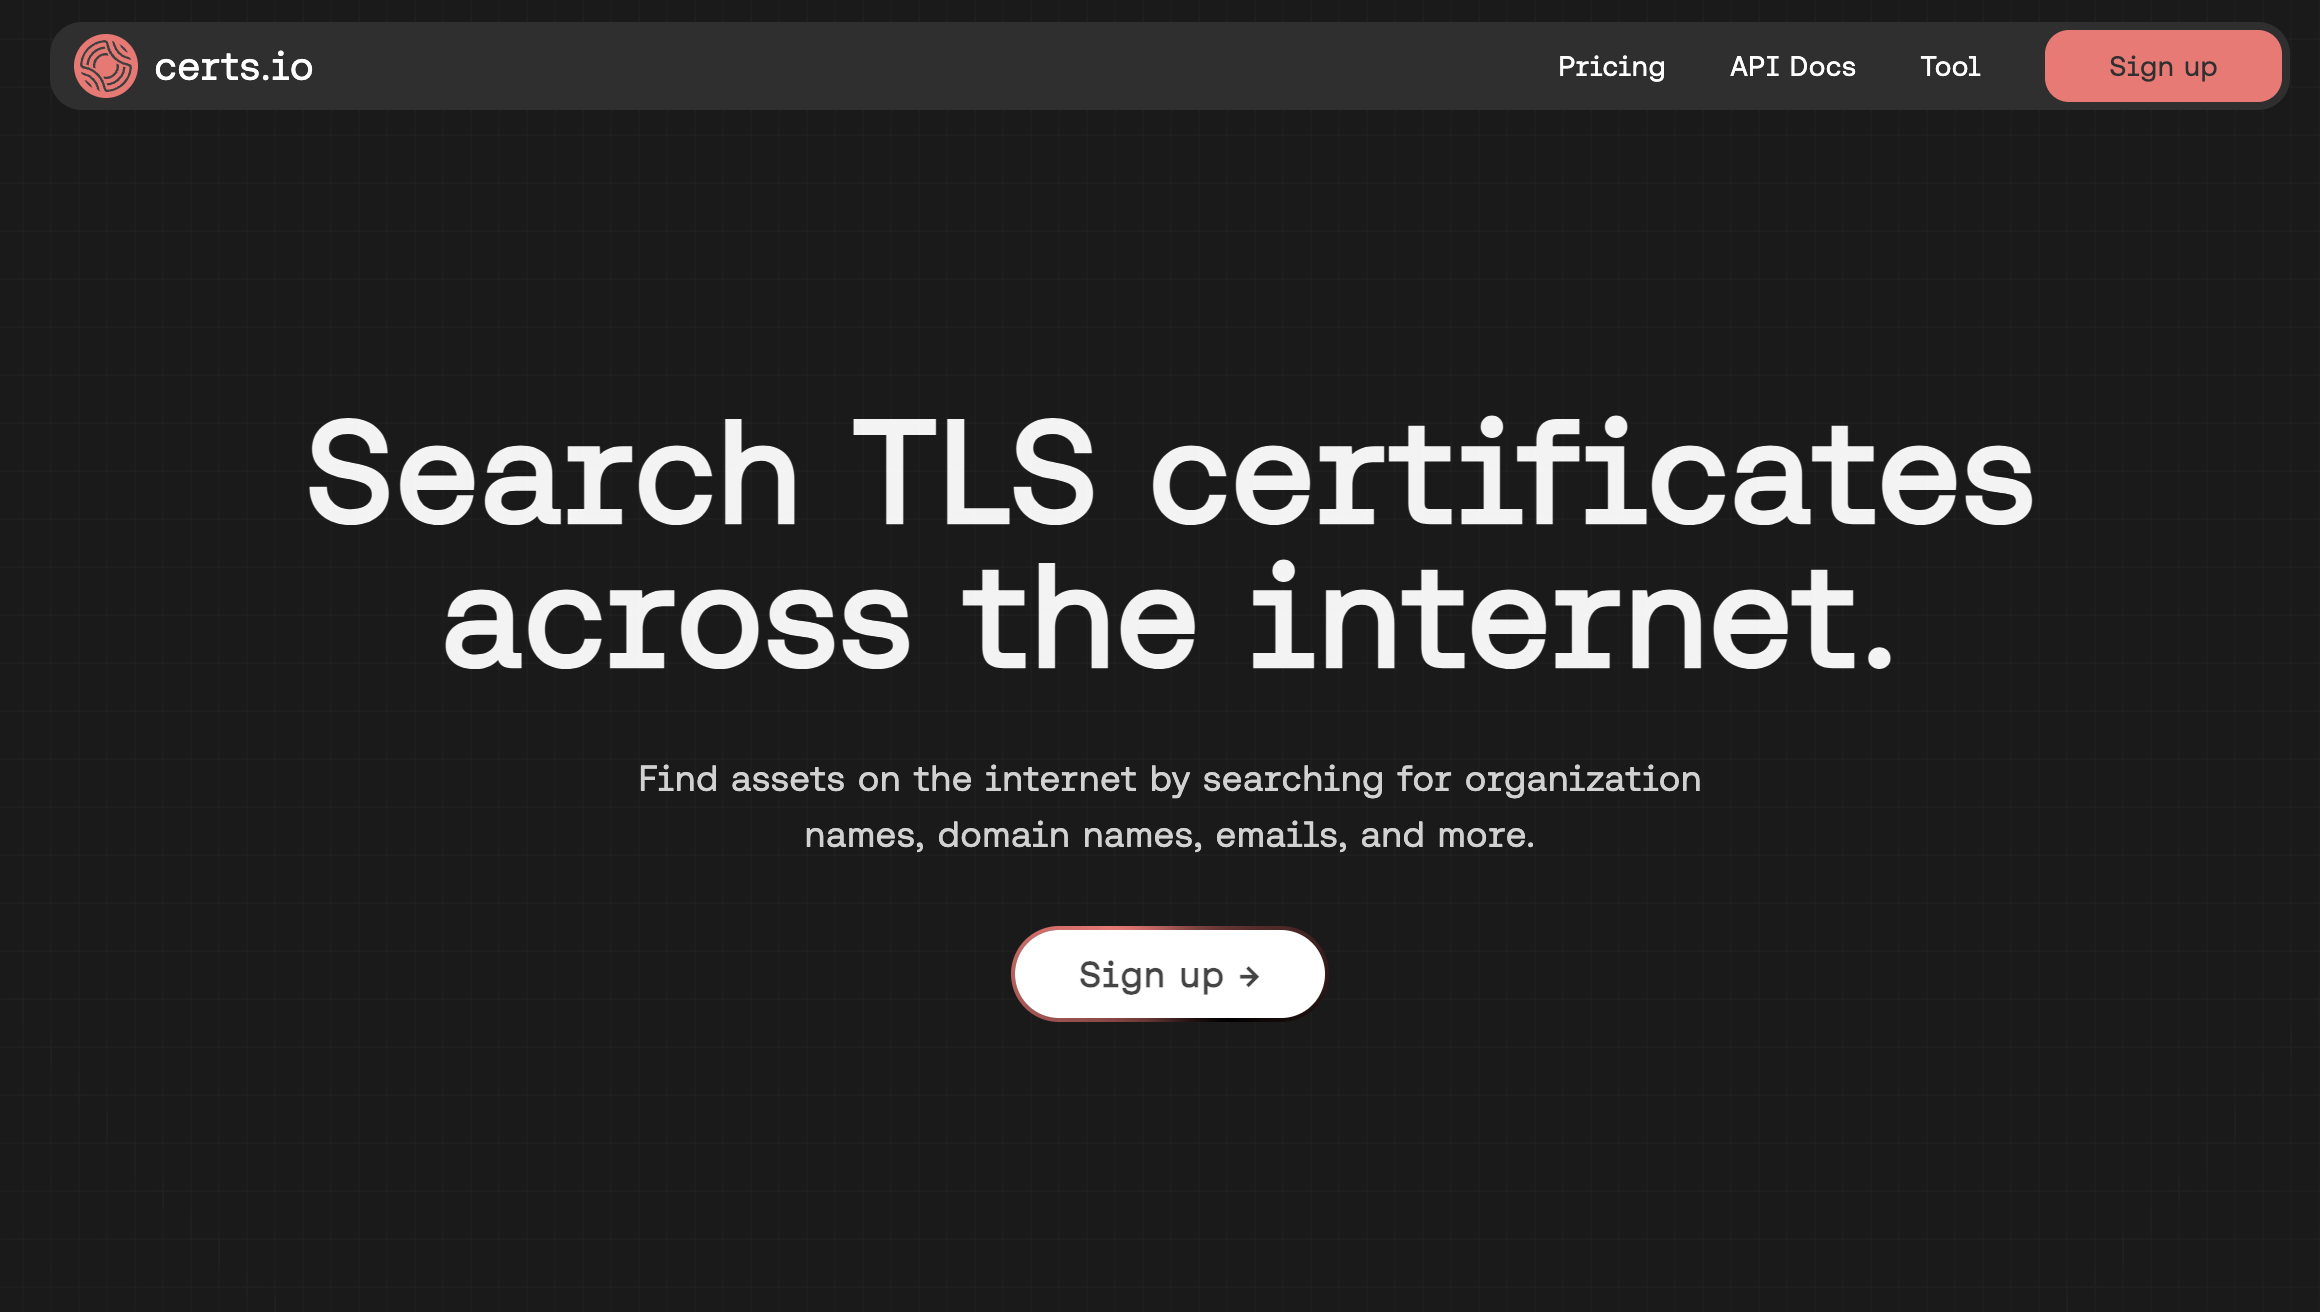 certs.io
Pricing
API Docs
Tool
Sign up
Search TLS certificates
across the internet.
Find assets on the internet by searching for organization
names, domain names, emails, and more.
Sign up →